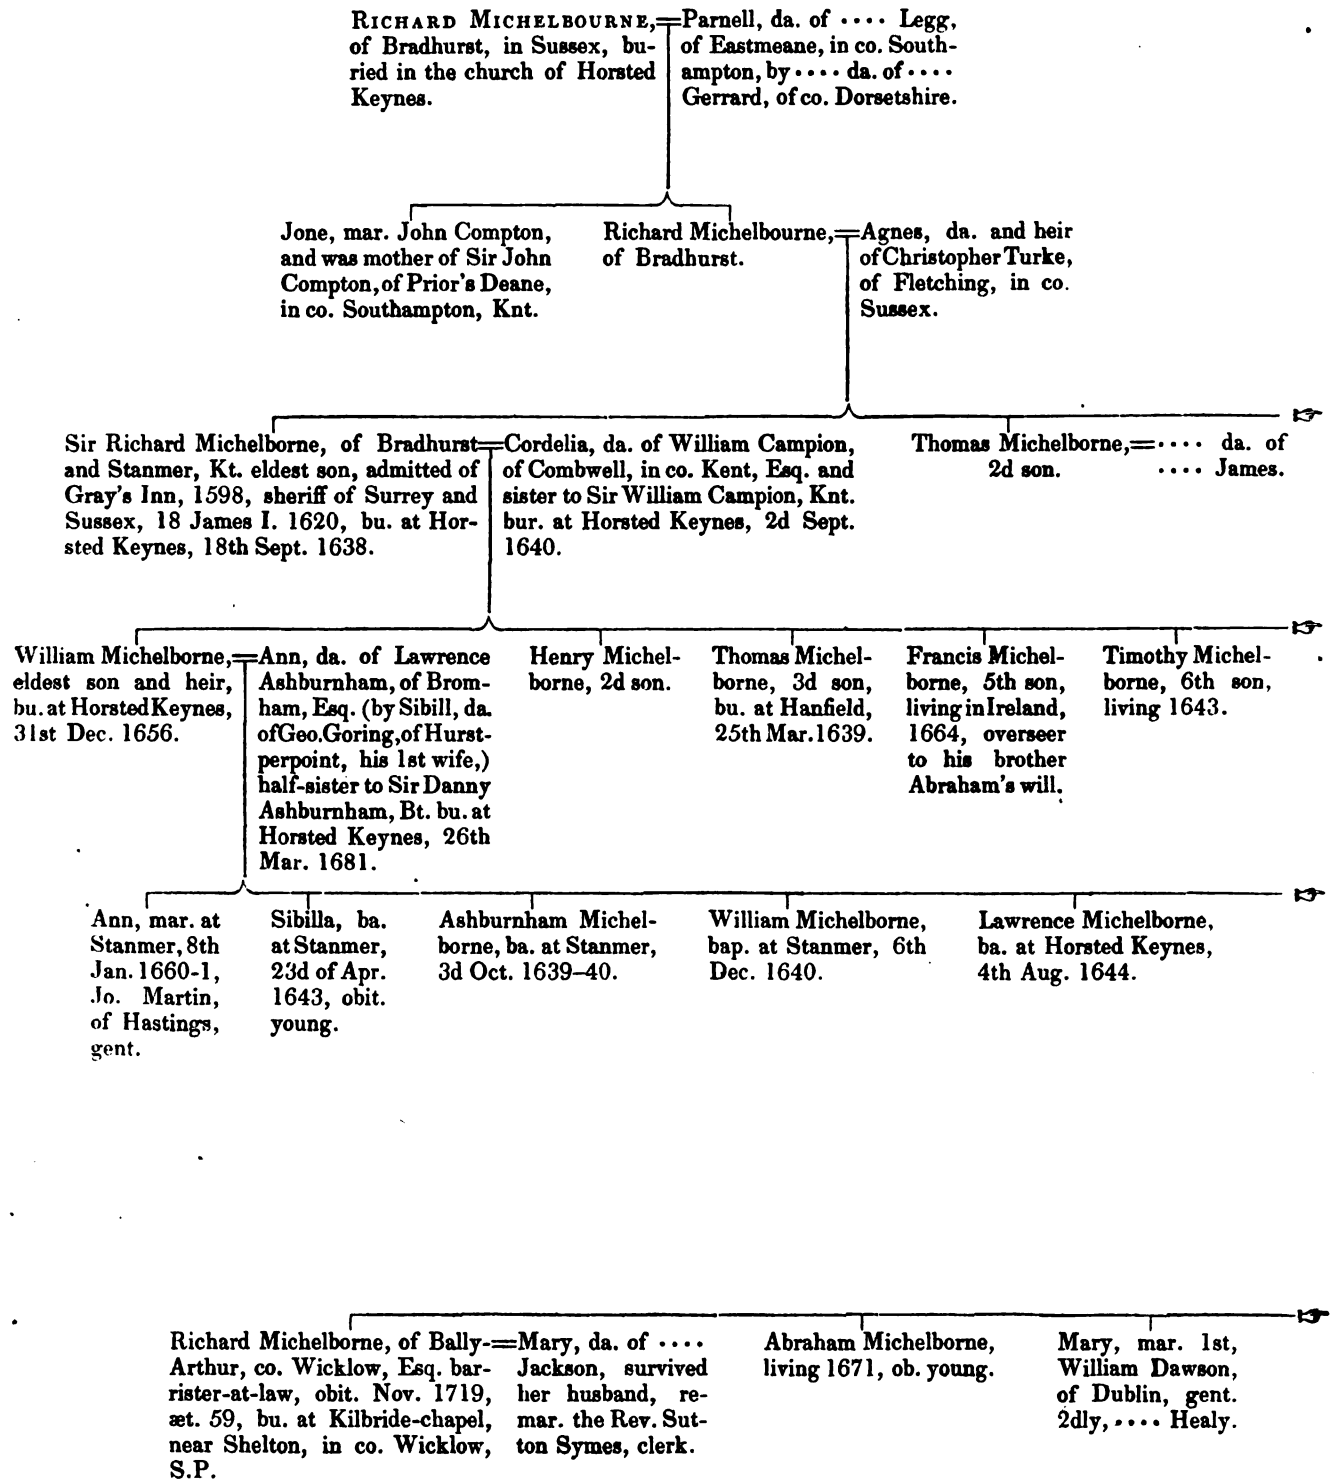 RICHARD MICHELBOURNE,
of Bradhurst, in Sussex, bu-
ried in the church of Horsted
Keynes.
=Parnell, da. of ···· Legg,
of Eastmeane, in co. South-
ampton, by ···· da. of ····
Gerrard, of co. Dorsetshire.
Jone, mar. John Compton,
and was mother of Sir John
Compton, of Prior's Deane,
in co. Southampton, Knt.
Richard Michelbourne,
of Bradhurst.
=Agnes, da. and heir
of Christopher Turke,
of Fletching, in co.
Sussex.
☞
Sir Richard Michelborne, of Bradhurst
and Stanmer, Kt. eldest son, admitted of
Gray's Inn, 1598, sheriff of Surrey and
Sussex, 18 James I. 1620, bu. at Hor-
sted Keynes, 18th Sept. 1638.
=Cordelia, da. of William Campion,
of Combwell, in co. Kent, Esq. and
sister to Sir William Campion, Knt.
bur. at Horsted Keynes, 2d Sept.
1640.
Thomas Michelborne,
2d son.
=···· da. of
···· James.
☞
William Michelborne,
eldest son and heir,
bu. at Horsted Keynes,
31st Dec. 1656.
=Ann, da. of Lawrence
Ashburnham, of Brom-
ham, Esq. (by Sibill, da.
of Geo. Goring, of Hurst-
perpoint, his 1st wife,)
half-sister to Sir Danny
Ashburnham, Bt. bu. at
Horsted Keynes, 26th
Mar. 1681.
Henry Michel-
borne, 2d son.
Thomas Michel-
borne, 3d son,
bu. at Hanfield,
25th Mar. 1639.
Francis Michel-
borne, 5th son,
living in Ireland,
1664, overseer
to his brother
Abraham's will.
Timothy Michel-
borne, 6th son,
living 1643.
☞
Ann, mar. at
Stanmer, 8th
Jan. 1660-1,
Jo. Martin,
of Hastings,
gent.
Sibilla, ba.
at Stanmer,
23d of Apr.
1643, obit.
young.
Ashburnham Michel-
borne, ba. at Stanmer,
3d Oct. 1639-40.
William Michelborne,
bap. at Stanmer, 6th
Dec. 1640.
Lawrence Michelborne,
ba. at Horsted Keynes,
4th Aug. 1644.
☞
Richard Michelborne, of Bally-
Arthur, co. Wicklow, Esq. bar-
rister-at-law, obit. Nov. 1719,
æt. 59, bu. at Kilbride-chapel,
near Shelton, in co. Wicklow,
S.P.
=Mary, da. of ····
Jackson, survived
her husband, re-
mar. the Rev. Sut-
ton Symes, clerk.
Abraham Michelborne,
living 1671, ob. young.
Mary, mar. 1st,
William Dawson,
of Dublin, gent.
2dly, ···· Healy.